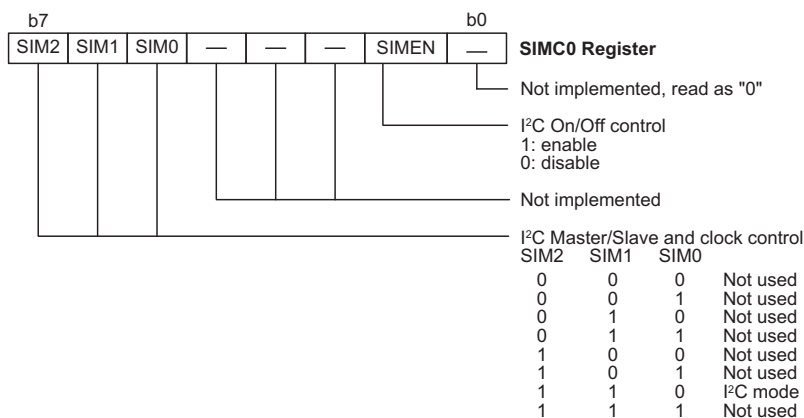 b7 b0
SIM2 SIM1 SIM0 — — — SIMEN — SIMC0 Register
Not implemented, read as "0"
I²C On/Off control
1: enable
0: disable
Not implemented
I²C Master/Slave and clock control
SIM2 SIM1 SIM0
0 0 0 Not used
0 0 1 Not used
0 1 0 Not used
0 1 1 Not used
1 0 0 Not used
1 0 1 Not used
1 1 0 I²C mode
1 1 1 Not used